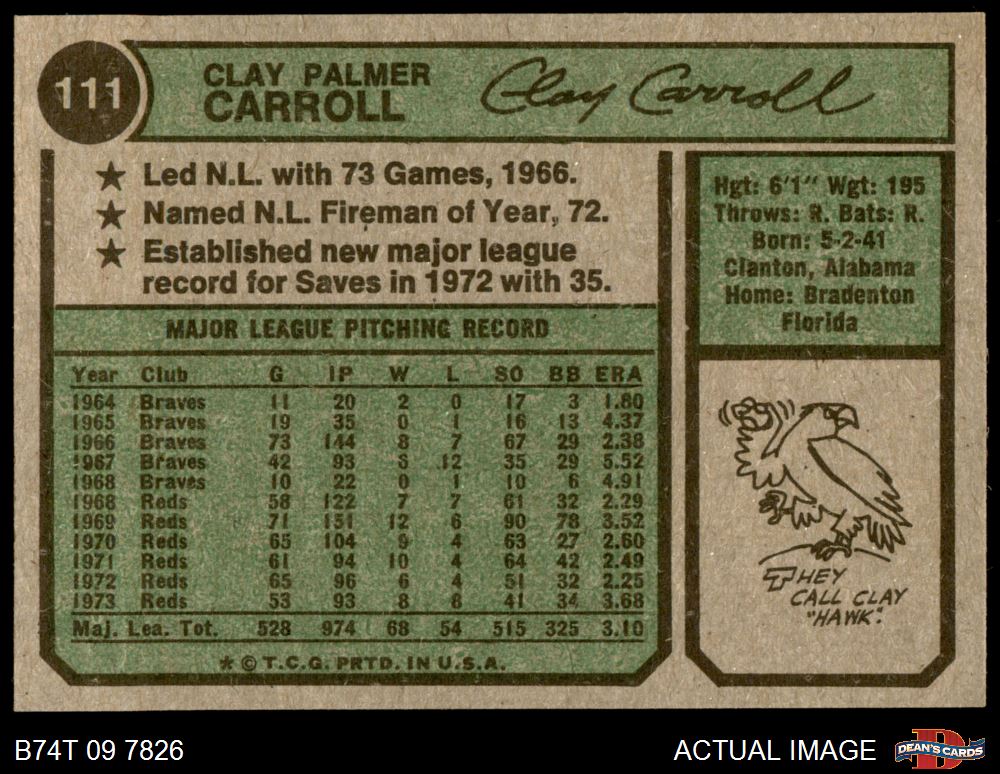 111
CLAY PALMER
CARROLL
Clay Carroll
★ Led N.L. with 73 Games, 1966.
★ Named N.L. Fireman of Year, 72.
★ Established new major league
record for Saves in 1972 with 35.
Hgt: 6'1" Wgt: 195
Throws: R. Bats: R.
Born: 5-2-41
Clanton, Alabama
Home: Bradenton
Florida
MAJOR LEAGUE PITCHING RECORD
Year Club G IP W L SO BB ERA
1964 Braves 11 20 2 0 17 3 1.80
1965 Braves 19 35 0 1 16 13 4.37
1966 Braves 73 144 8 7 67 29 2.38
1967 Braves 42 93 12 35 29 5.52
1968 Braves 10 22 0 1 10 6 4.91
1968 Reds 58 122 7 7 61 32 2.29
1969 Reds 71 151 12 6 90 78 3.52
1970 Reds 65 104 9 4 63 27 2.60
1971 Reds 61 94 10 4 64 42 2.49
1972 Reds 65 96 6 4 51 32 2.25
1973 Reds 53 93 8 8 41 34 3.68
Maj. Lea. Tot. 528 974 68 54 515 325 3.10
★ © T.C.G. PRTD. IN U.S.A.
THEY
CALL CLAY
"HAWK".
B74T 09 7826
ACTUAL IMAGE
DEAN'S CARDS